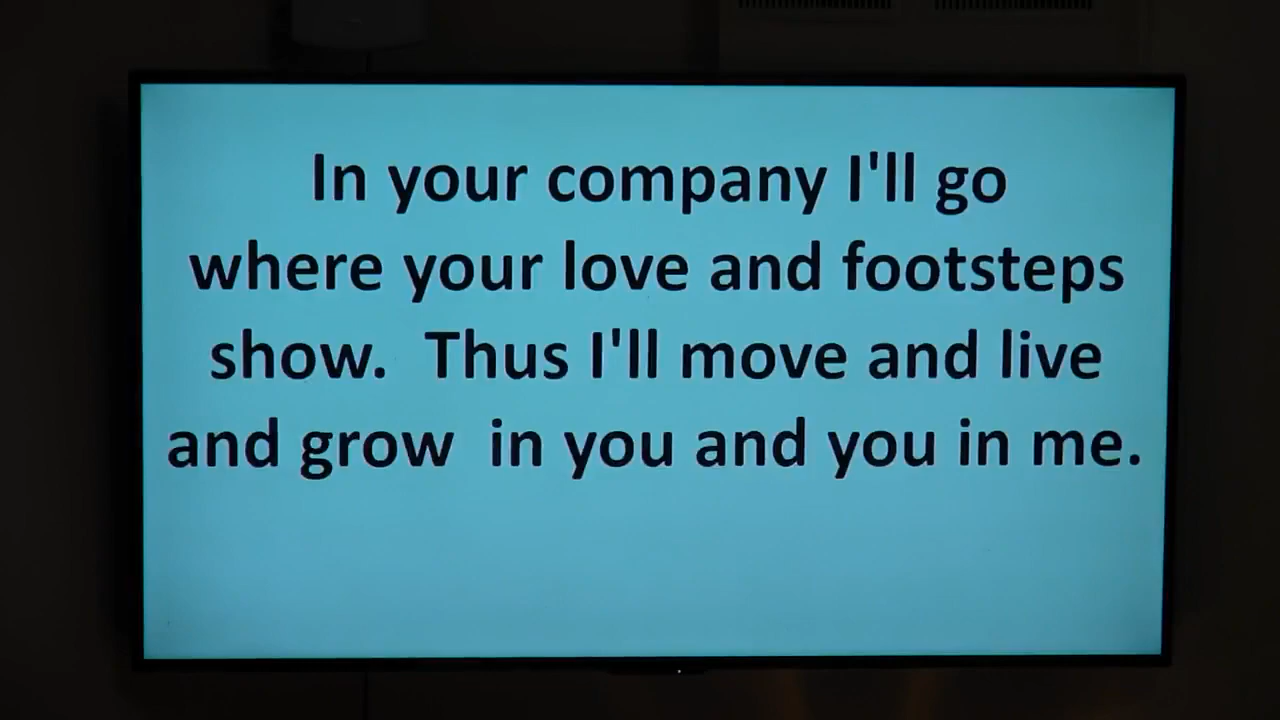 In your company I'll go
where your love and footsteps
show.  Thus I'll move and live
and grow  in you and you in me.